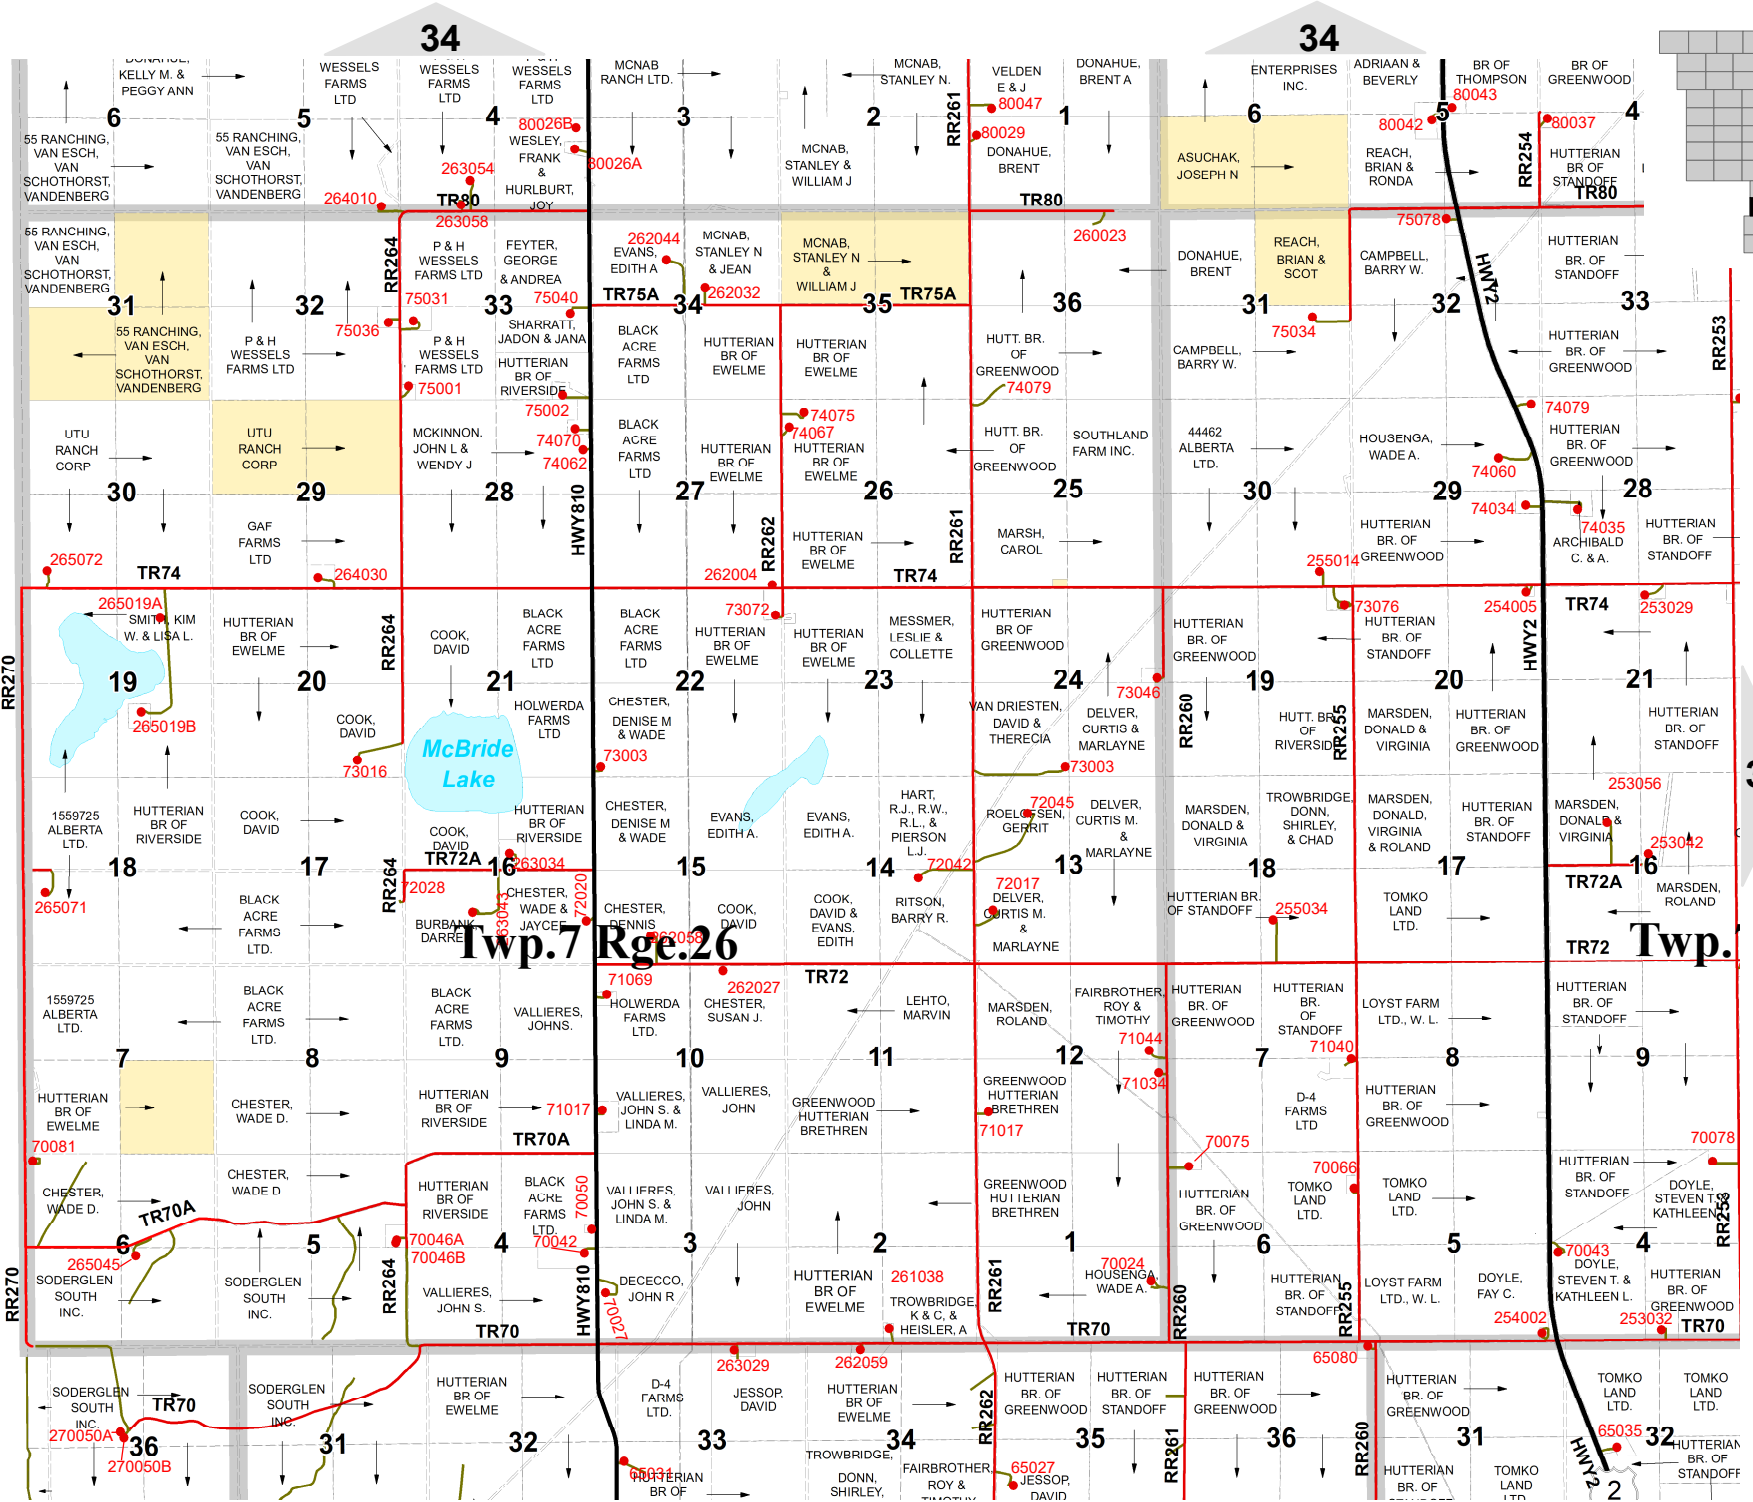 34
34
DONAHUE,
KELLY M. &
PEGGY ANN
WESSELS
FARMS
LTD
P & H
WESSELS
FARMS
LTD
P & H
WESSELS
FARMS
LTD
MCNAB
RANCH LTD.
MCNAB,
STANLEY N.
VELDEN
E & J
DONAHUE,
BRENT A
ENTERPRISES
INC.
ADRIAAN &
BEVERLY
BR OF
THOMPSON
BR OF
GREENWOOD
6
5
4
3
2
1
6
5
4
80026B
80026A
80047
80029
RR261
80043
80042
80037
RR254
55 RANCHING,
VAN ESCH,
VAN
SCHOTHORST,
VANDENBERG
55 RANCHING,
VAN ESCH,
VAN
SCHOTHORST,
VANDENBERG
WESLEY,
FRANK
&
HURLBURT,
JOY
MCNAB,
STANLEY &
WILLIAM J
DONAHUE,
BRENT
ASUCHAK,
JOSEPH N
REACH,
BRIAN &
RONDA
HUTTERIAN
BR OF
STANDOFF
264010
263054
263058
TR80
TR80
TR80
260023
75078
55 RANCHING,
VAN ESCH,
VAN
SCHOTHORST,
VANDENBERG
RR264
P & H
WESSELS
FARMS LTD
FEYTER,
GEORGE
& ANDREA
262044
EVANS,
EDITH A
MCNAB,
STANLEY N
& JEAN
262032
MCNAB,
STANLEY N
&
WILLIAM J
DONAHUE,
BRENT
REACH,
BRIAN &
SCOT
CAMPBELL,
BARRY W.
HWY2
HUTTERIAN
BR. OF
STANDOFF
31
32
33
34
35
36
31
32
33
75031
75040
TR75A
TR75A
75036
75034
RR253
55 RANCHING,
VAN ESCH,
VAN
SCHOTHORST,
VANDENBERG
P & H
WESSELS
FARMS LTD
P & H
WESSELS
FARMS LTD
SHARRATT,
JADON & JANA
HUTTERIAN
BR OF
RIVERSIDE
BLACK
ACRE
FARMS
LTD
HUTTERIAN
BR OF
EWELME
HUTTERIAN
BR OF
EWELME
HUTT. BR.
OF
GREENWOOD
CAMPBELL,
BARRY W.
HUTTERIAN
BR. OF
GREENWOOD
75001
75002
74070
74062
74075
74067
74079
74079
74060
UTU
RANCH
CORP
UTU
RANCH
CORP
MCKINNON.
JOHN L &
WENDY J
BLACK
ACRE
FARMS
LTD
HUTTERIAN
BR OF
EWELME
HUTTERIAN
BR OF
EWELME
HUTT. BR.
OF
GREENWOOD
SOUTHLAND
FARM INC.
44462
ALBERTA
LTD.
HOUSENGA,
WADE A.
HUTTERIAN
BR. OF
GREENWOOD
30
29
28
27
26
25
30
29
28
HWY810
RR262
RR261
74034
74035
GAF
FARMS
LTD
HUTTERIAN
BR OF
EWELME
MARSH,
CAROL
HUTTERIAN
BR. OF
GREENWOOD
ARCHIBALD
C. & A.
HUTTERIAN
BR. OF
STANDOFF
265072
TR74
264030
262004
TR74
255014
265019A
SMITH, KIM
W. & LISA L.
HUTTERIAN
BR OF
EWELME
RR264
COOK,
DAVID
BLACK
ACRE
FARMS
LTD
BLACK
ACRE
FARMS
LTD
73072
HUTTERIAN
BR OF
EWELME
HUTTERIAN
BR OF
EWELME
MESSMER,
LESLIE &
COLLETTE
HUTTERIAN
BR OF
GREENWOOD
HUTTERIAN
BR. OF
GREENWOOD
73076
HUTTERIAN
BR. OF
STANDOFF
254005
TR74
253029
HWY2
RR270
19
20
21
22
23
24
19
20
21
265019B
COOK,
DAVID
73016
HOLWERDA
FARMS
LTD
CHESTER,
DENISE M
& WADE
73003
VAN DRIESTEN,
DAVID &
THERECIA
73046
DELVER,
CURTIS &
MARLAYNE
RR260
HUTT. BR.
OF
RIVERSIDE
RR255
MARSDEN,
DONALD &
VIRGINIA
HUTTERIAN
BR. OF
GREENWOOD
HUTTERIAN
BR. OF
STANDOFF
McBride
Lake
73003
72045
253056
1559725
ALBERTA
LTD.
HUTTERIAN
BR OF
RIVERSIDE
COOK,
DAVID
COOK,
DAVID
HUTTERIAN
BR OF
RIVERSIDE
CHESTER,
DENISE M
& WADE
EVANS,
EDITH A.
EVANS,
EDITH A.
HART,
R.J., R.W.,
R.L., &
PIERSON
L.J.
ROELOFSEN,
GERRIT
DELVER,
CURTIS M.
&
MARLAYNE
MARSDEN,
DONALD &
VIRGINIA
TROWBRIDGE,
DONN,
SHIRLEY,
& CHAD
MARSDEN,
DONALD,
VIRGINIA
& ROLAND
HUTTERIAN
BR. OF
STANDOFF
MARSDEN,
DONALD &
VIRGINIA
253042
18
17
16
15
14
13
18
17
16
TR72A
263034
72042
TR72A
265071
RR264
72028
263043
72020
72017
255034
BLACK
ACRE
FARMS
LTD.
BURBANK,
DARREL
CHESTER,
WADE &
JAYCEE
CHESTER,
DENNIS
262058
COOK,
DAVID
COOK,
DAVID &
EVANS.
EDITH
RITSON,
BARRY R.
DELVER,
CURTIS M.
&
MARLAYNE
HUTTERIAN BR.
OF STANDOFF
TOMKO
LAND
LTD.
MARSDEN,
ROLAND
Twp.7 Rge.26
Twp.
TR72
TR72
71069
262027
1559725
ALBERTA
LTD.
BLACK
ACRE
FARMS
LTD.
BLACK
ACRE
FARMS
LTD.
VALLIERES,
JOHNS.
HOLWERDA
FARMS
LTD.
CHESTER,
SUSAN J.
LEHTO,
MARVIN
MARSDEN,
ROLAND
FAIRBROTHER,
ROY &
TIMOTHY
HUTTERIAN
BR. OF
GREENWOOD
HUTTERIAN
BR.
OF
STANDOFF
LOYST FARM
LTD., W. L.
HUTTERIAN
BR. OF
STANDOFF
71044
71040
71034
7
8
9
10
11
12
7
8
9
HUTTERIAN
BR OF
EWELME
CHESTER,
WADE D.
HUTTERIAN
BR OF
RIVERSIDE
71017
VALLIERES,
JOHN S. &
LINDA M.
VALLIERES,
JOHN
GREENWOOD
HUTTERIAN
BRETHREN
GREENWOOD
HUTTERIAN
BRETHREN
71017
D-4
FARMS
LTD
HUTTERIAN
BR. OF
GREENWOOD
70081
TR70A
70075
70066
70078
CHESTER,
WADE D.
CHESTER,
WADE D
TR70A
HUTTERIAN
BR OF
RIVERSIDE
BLACK
ACRE
FARMS
LTD.
70050
VALLIERES,
JOHN S. &
LINDA M.
VALLIERES,
JOHN
GREENWOOD
HUTTERIAN
BRETHREN
HUTTERIAN
BR. OF
GREENWOOD
TOMKO
LAND
LTD.
TOMKO
LAND
LTD.
HUTTERIAN
BR. OF
STANDOFF
DOYLE,
STEVEN T.&
KATHLEEN
RR253
6
5
4
3
2
1
6
5
4
265045
70046A
70046B
70042
70024
70043
RR270
SODERGLEN
SOUTH
INC.
SODERGLEN
SOUTH
INC.
RR264
VALLIERES,
JOHN S.
HWY810
DECECCO,
JOHN R
70027
HUTTERIAN
BR OF
EWELME
261038
TROWBRIDGE,
K & C, &
HEISLER, A
RR261
HOUSENGA,
WADE A.
RR260
HUTTERIAN
BR. OF
STANDOFF
RR255
LOYST FARM
LTD., W. L.
DOYLE,
FAY C.
DOYLE,
STEVEN T. &
KATHLEEN L.
HUTTERIAN
BR. OF
GREENWOOD
254002
253032
TR70
TR70
TR70
263029
262059
65080
SODERGLEN
SOUTH
INC.
TR70
SODERGLEN
SOUTH
INC.
HUTTERIAN
BR OF
EWELME
D-4
FARMS
LTD.
JESSOP,
DAVID
HUTTERIAN
BR OF
EWELME
RR262
HUTTERIAN
BR. OF
GREENWOOD
HUTTERIAN
BR. OF
STANDOFF
HUTTERIAN
BR. OF
GREENWOOD
HUTTERIAN
BR. OF
GREENWOOD
TOMKO
LAND
LTD.
TOMKO
LAND
LTD.
270050A
270050B
36
31
32
33
34
35
36
31
32
65035
RR261
RR260
HWY2
65031
HUTTERIAN
BR OF
TROWBRIDGE,
DONN,
SHIRLEY,
FAIRBROTHER,
ROY &
TIMOTHY
65027
JESSOP,
DAVID
HUTTERIAN
BR. OF
STANDOFF
TOMKO
LAND
LTD
HUTTERIAN
BR. OF
STANDOFF
2